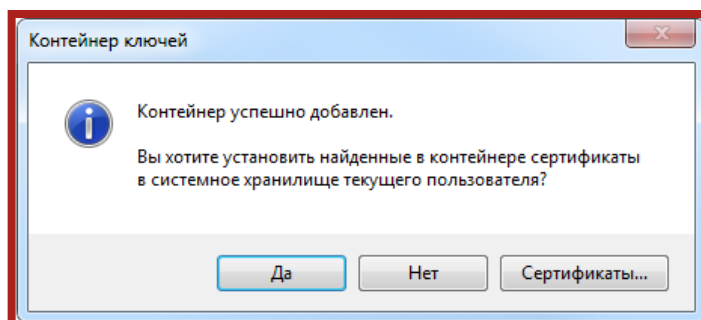 Контейнер ключей
Контейнер успешно добавлен.
Вы хотите установить найденные в контейнере сертификаты
в системное хранилище текущего пользователя?
Да
Нет
Сертификаты...